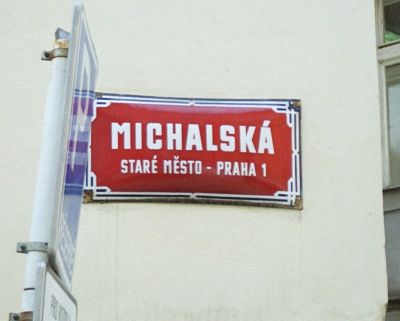 MICHALSKÁ
STARÉ MĚSTO - PRAHA 1